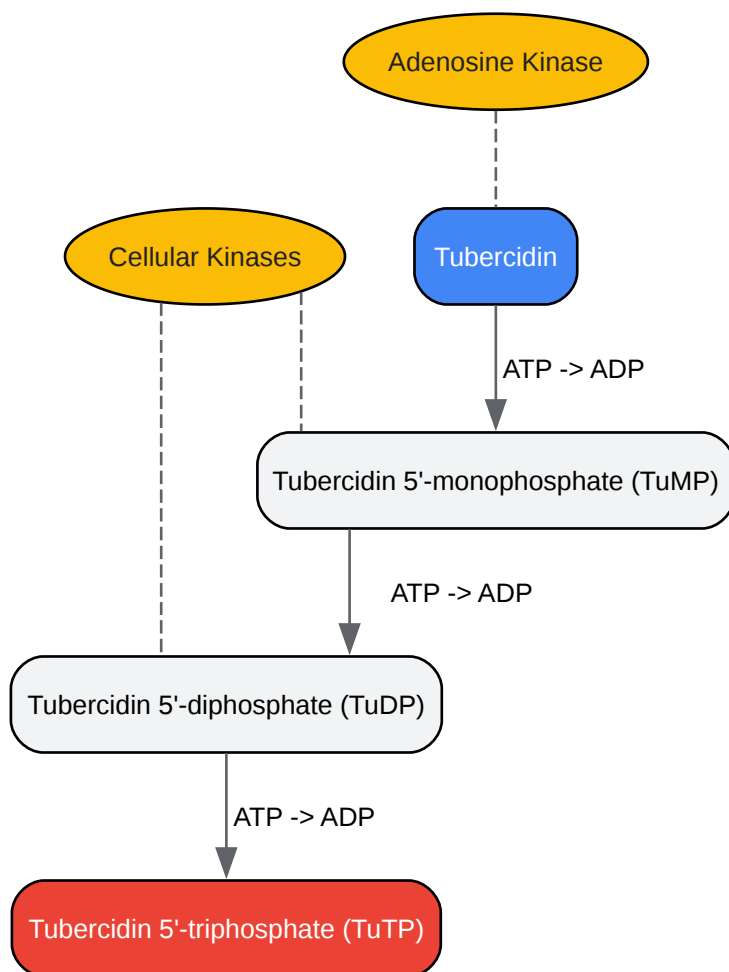 Adenosine Kinase
Cellular Kinases
Tubercidin
ATP -> ADP
Tubercidin 5'-monophosphate (TuMP)
ATP -> ADP
Tubercidin 5'-diphosphate (TuDP)
ATP -> ADP
Tubercidin 5'-triphosphate (TuTP)